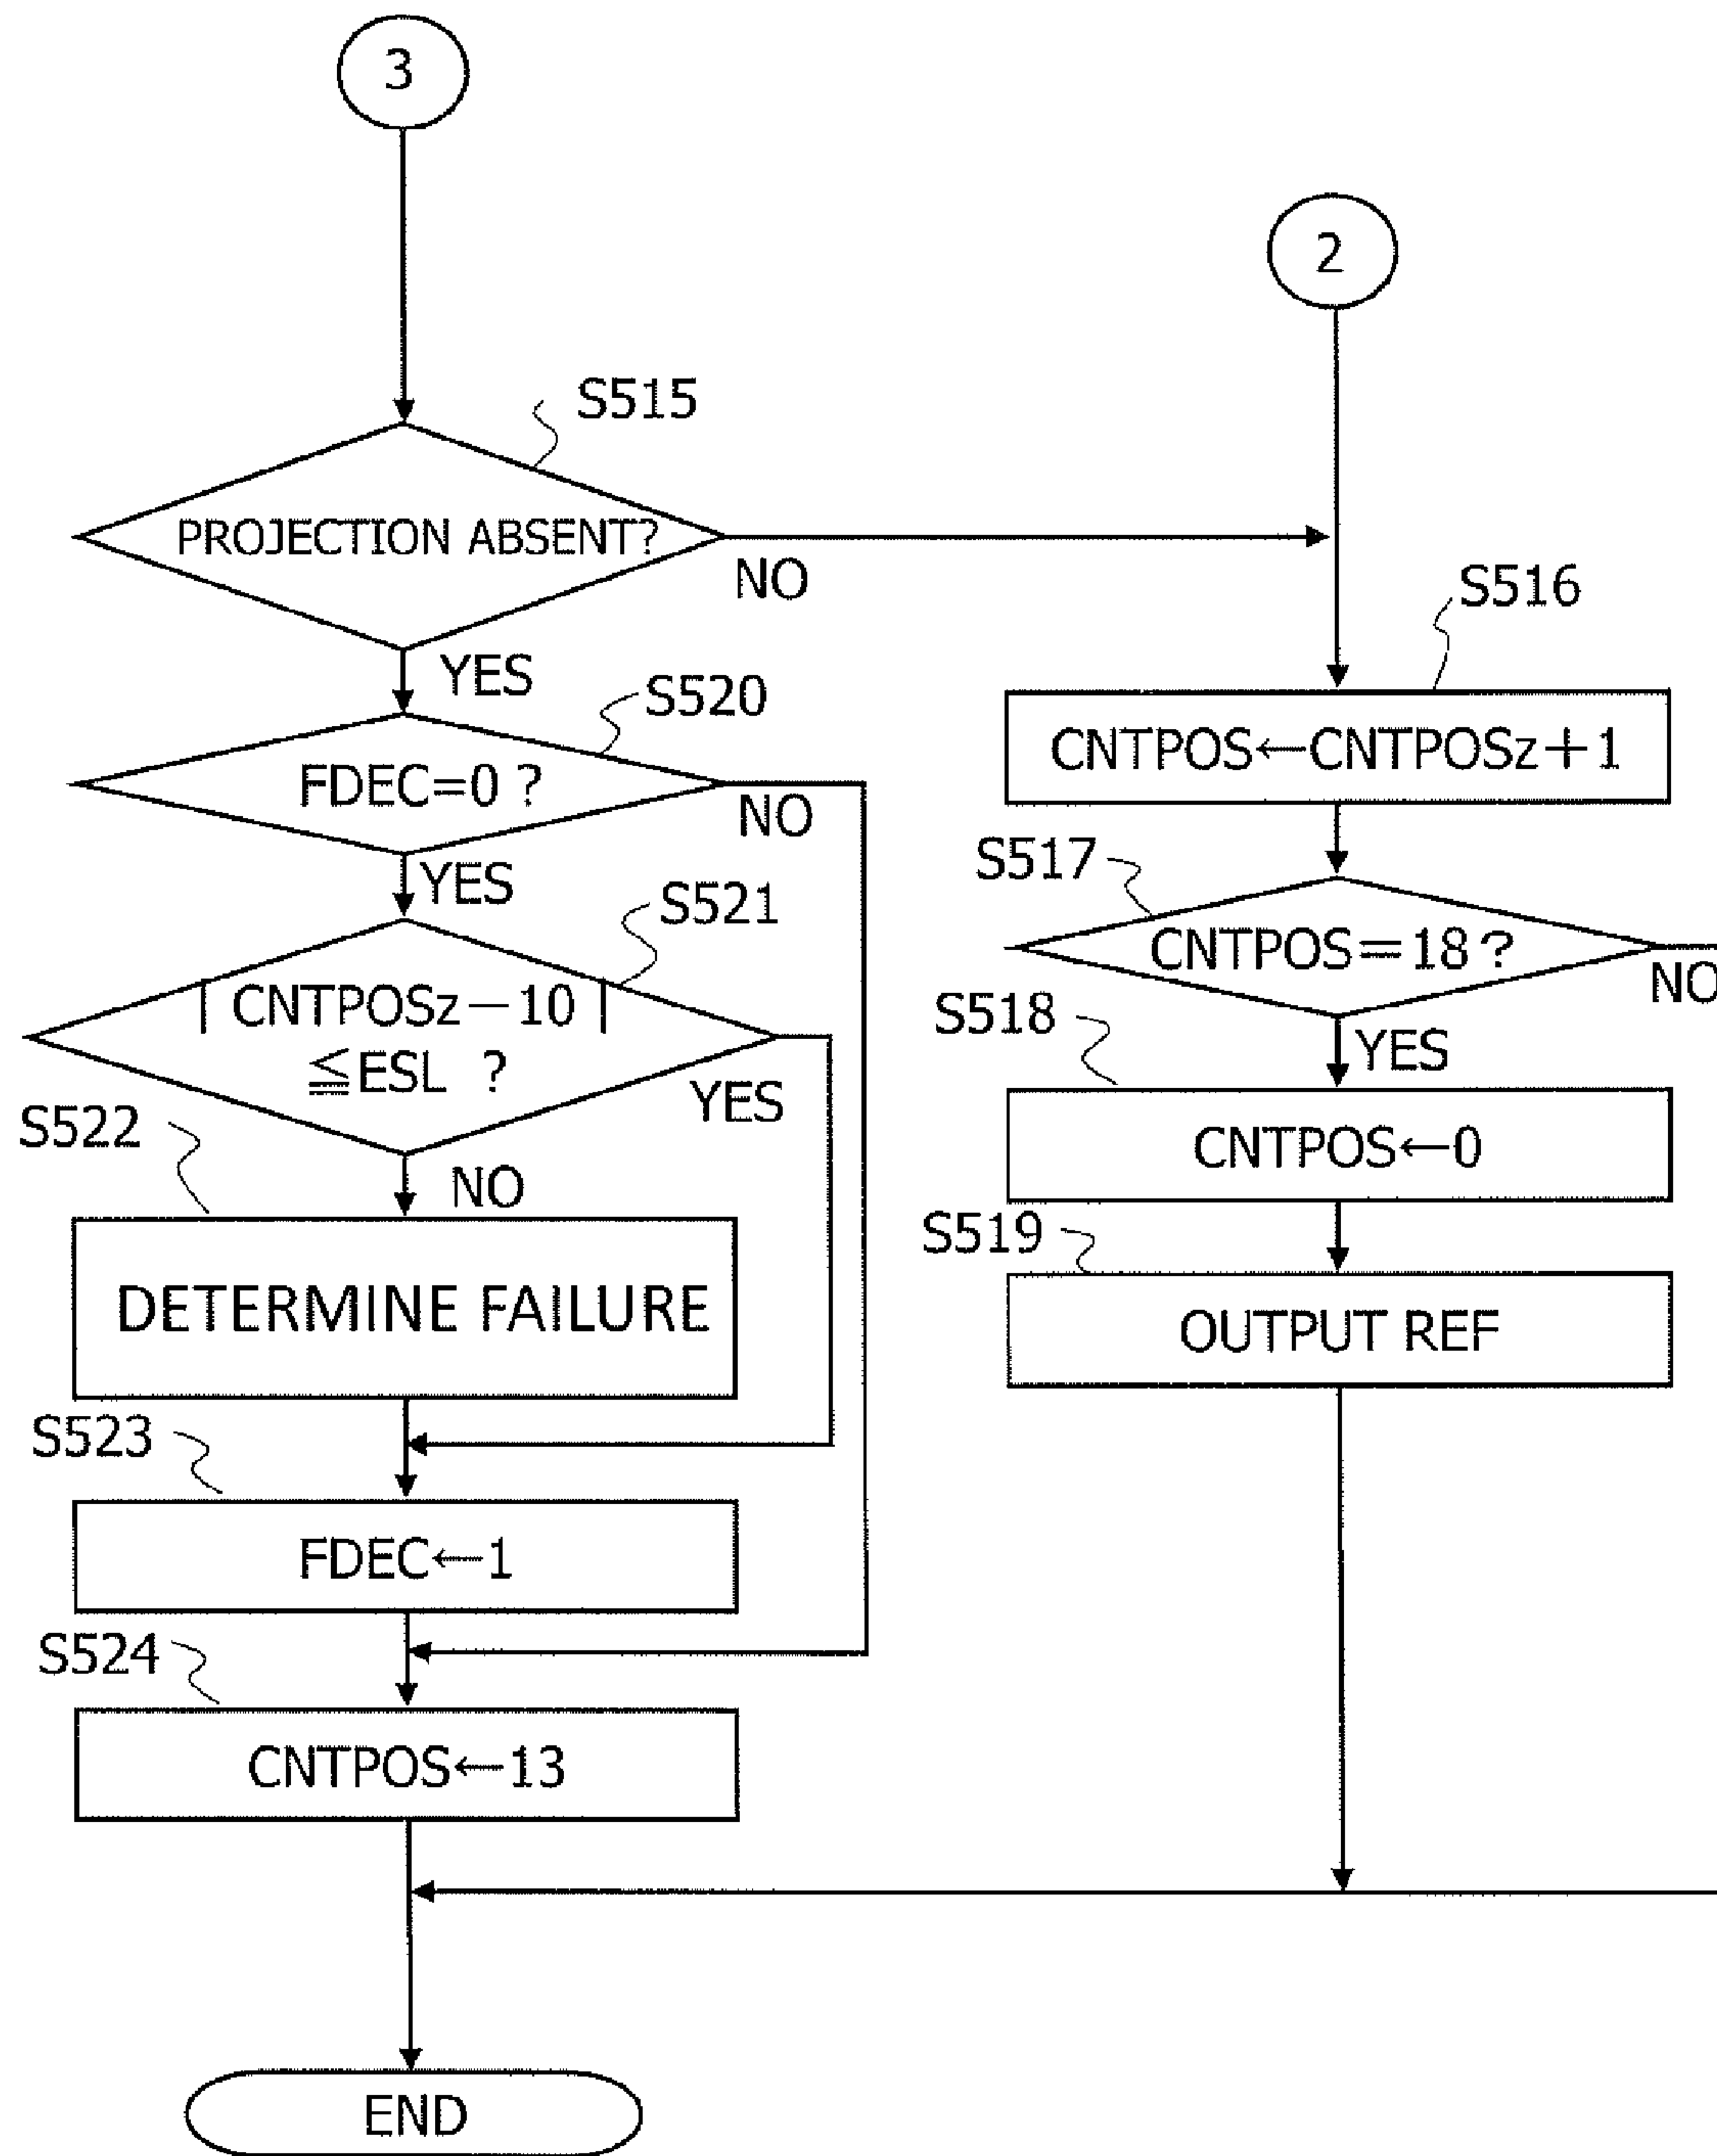 3
2
S515
PROJECTION ABSENT?
NO
YES
S516
CNTPOS←CNTPOSz+1
S520
FDEC=0 ?
NO
YES
S517
CNTPOS=18 ?
NO
YES
S521
| CNTPOSz−10 |
≦ESL ?
YES
NO
S518
CNTPOS←0
S522
DETERMINE FAILURE
S519
OUTPUT REF
S523
FDEC←1
S524
CNTPOS←13
END